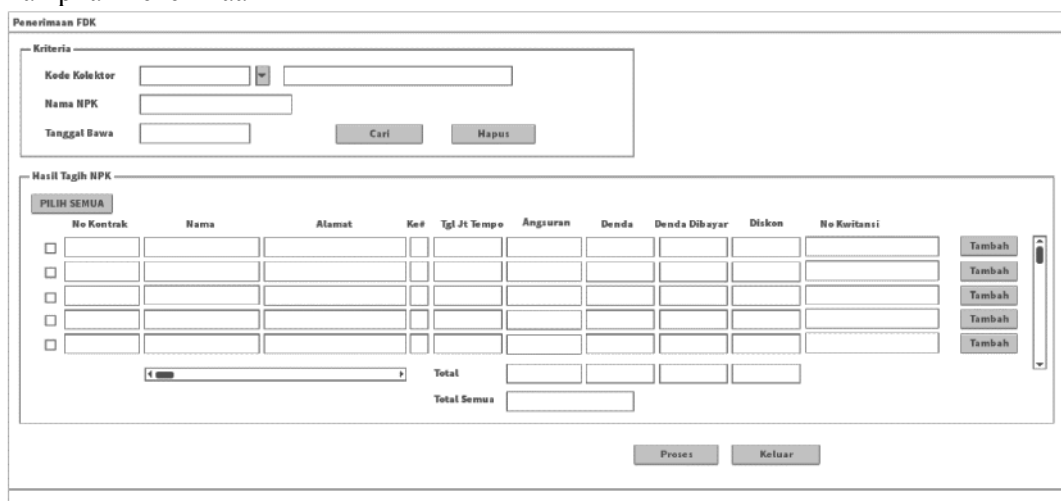 Penerimaan FDK
Kriteria
Kode Kolektor
Nama NPK
Tanggal Bawa
Cari Hapus
Hasil Tagih NPK
PILIH SEMUA
No Kontrak Nama Alamat Ke# Tgl Jt Tempo Angsuran Denda Denda Dibayar Diskon No Kwitansi
Tambah
Tambah
Tambah
Tambah
Tambah
Total
Total Semua
Proses Keluar